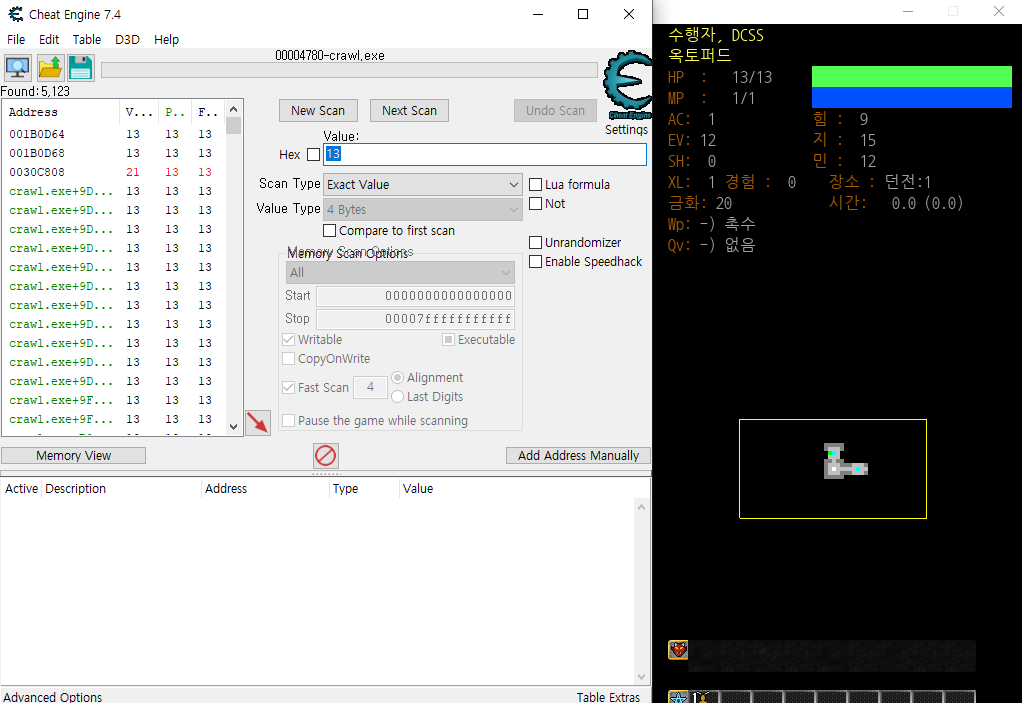 Cheat Engine 7.4
File Edit Table D3D Help
00004780-crawl.exe
Found:5,123
Address V... P.. F..
001B0D64 13 13 13
001B0D68 13 13 13
0030C808 21 13 13
crawl.exe+9D... 13 13 13
crawl.exe+9D... 13 13 13
crawl.exe+9D... 13 13 13
crawl.exe+9D... 13 13 13
crawl.exe+9D... 13 13 13
crawl.exe+9D... 13 13 13
crawl.exe+9D... 13 13 13
crawl.exe+9D... 13 13 13
crawl.exe+9D... 13 13 13
crawl.exe+9D... 13 13 13
crawl.exe+9D... 13 13 13
crawl.exe+9F... 13 13 13
crawl.exe+9F... 13 13 13
New Scan Next Scan Undo Scan
Cheat Engine
Settings
Value:
Hex 13
Scan Type Exact Value
Lua formula
Value Type 4 Bytes
Not
Compare to first scan
Unrandomizer
Enable Speedhack
Memory Scan Options
All
Start 0000000000000000
Stop 00007fffffffffff
Writable Executable
CopyOnWrite
Fast Scan 4 Alignment
Last Digits
Pause the game while scanning
Memory View
Add Address Manually
Active Description Address Type Value
Advanced Options
Table Extras
수행자, DCSS
옥토퍼드
HP : 13/13
MP : 1/1
AC: 1 힘 : 9
EV: 12 지 : 15
SH: 0 민 : 12
XL: 1 경험 : 0 장소 : 던전:1
금화: 20 시간: 0.0 (0.0)
Wp: -) 촉수
Qv: -) 없음
1